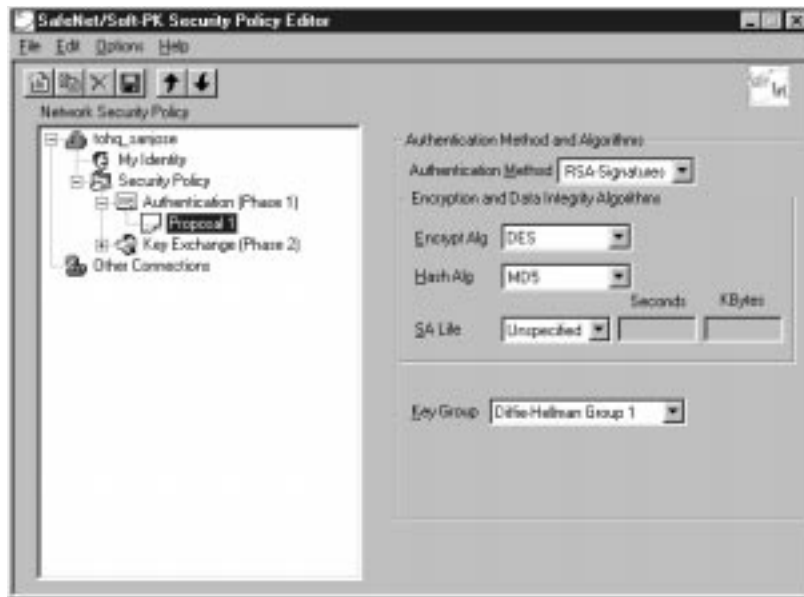 SafeNet/Soft-PK Security Policy Editor
File Edit Options Help
Network Security Policy
tohq_sanjose
My Identity
Security Policy
Authentication (Phase 1)
Proposal 1
Key Exchange (Phase 2)
Other Connections
Authentication Method and Algorithms
Authentication Method RSA-Signatures
Encryption and Data Integrity Algorithms
Encrypt Alg DES
Hash Alg MD5
Seconds KBytes
SA Life Unspecified
Key Group Diffie-Hellman Group 1